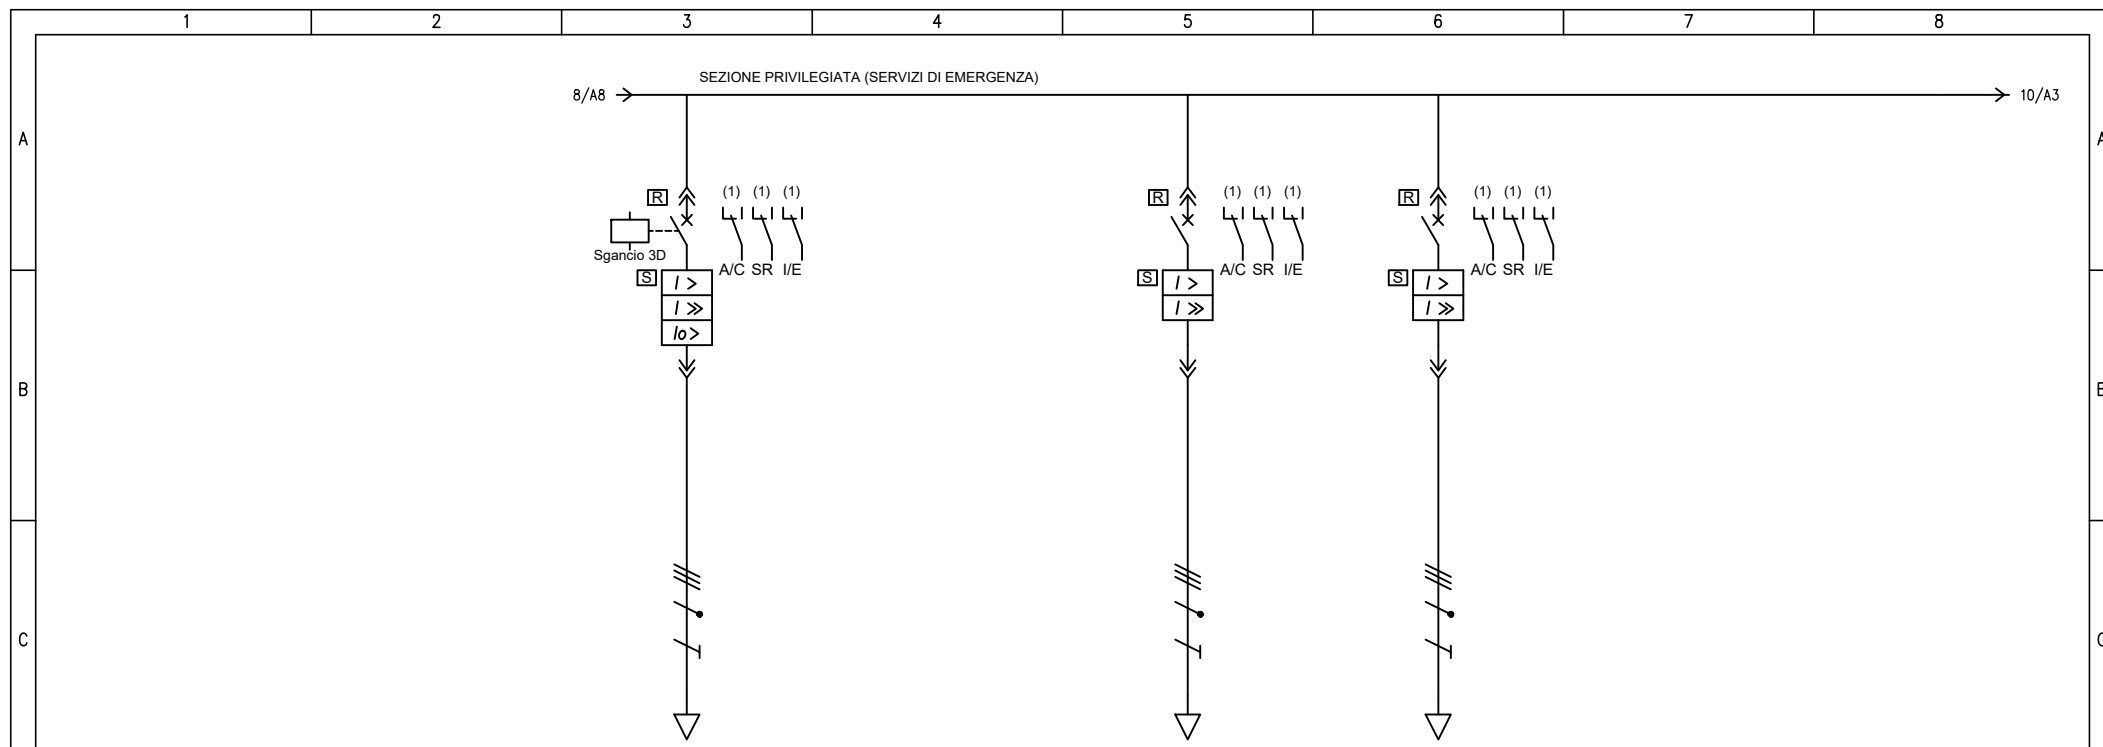 1 2 3 4 5 6 7 8
SEZIONE PRIVILEGIATA (SERVIZI DI EMERGENZA)
8/A8 10/A3
A A
R (1) (1) (1) R (1) (1) (1) R (1) (1) (1)
Sgancio 3D
A/C SR I/E A/C SR I/E A/C SR I/E
S I > S I > S I >
I >> I >> I >>
Io >
B
C